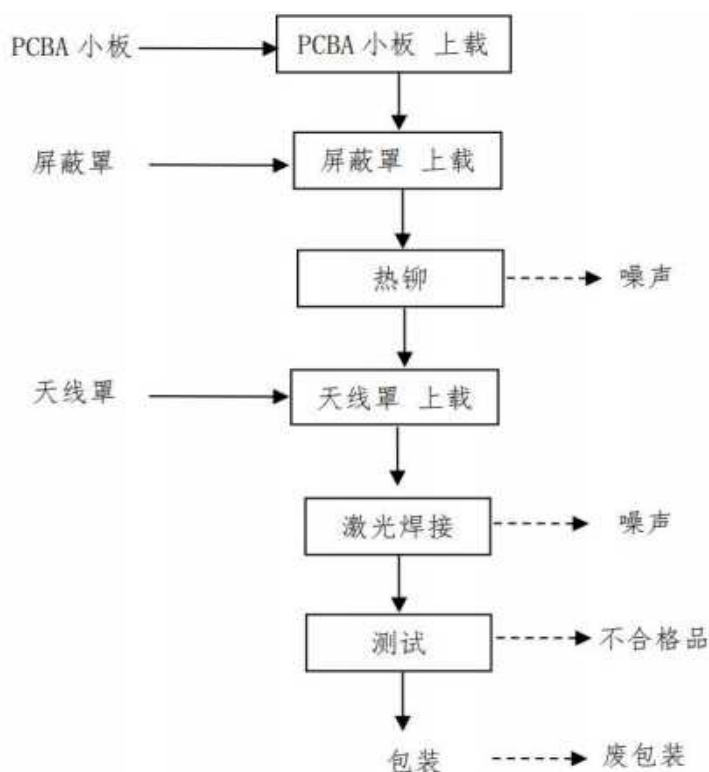 PCBA 小板
PCBA 小板 上载
屏蔽罩
屏蔽罩 上载
热铆
噪声
天线罩
天线罩 上载
激光焊接
噪声
测试
不合格品
包装
废包装